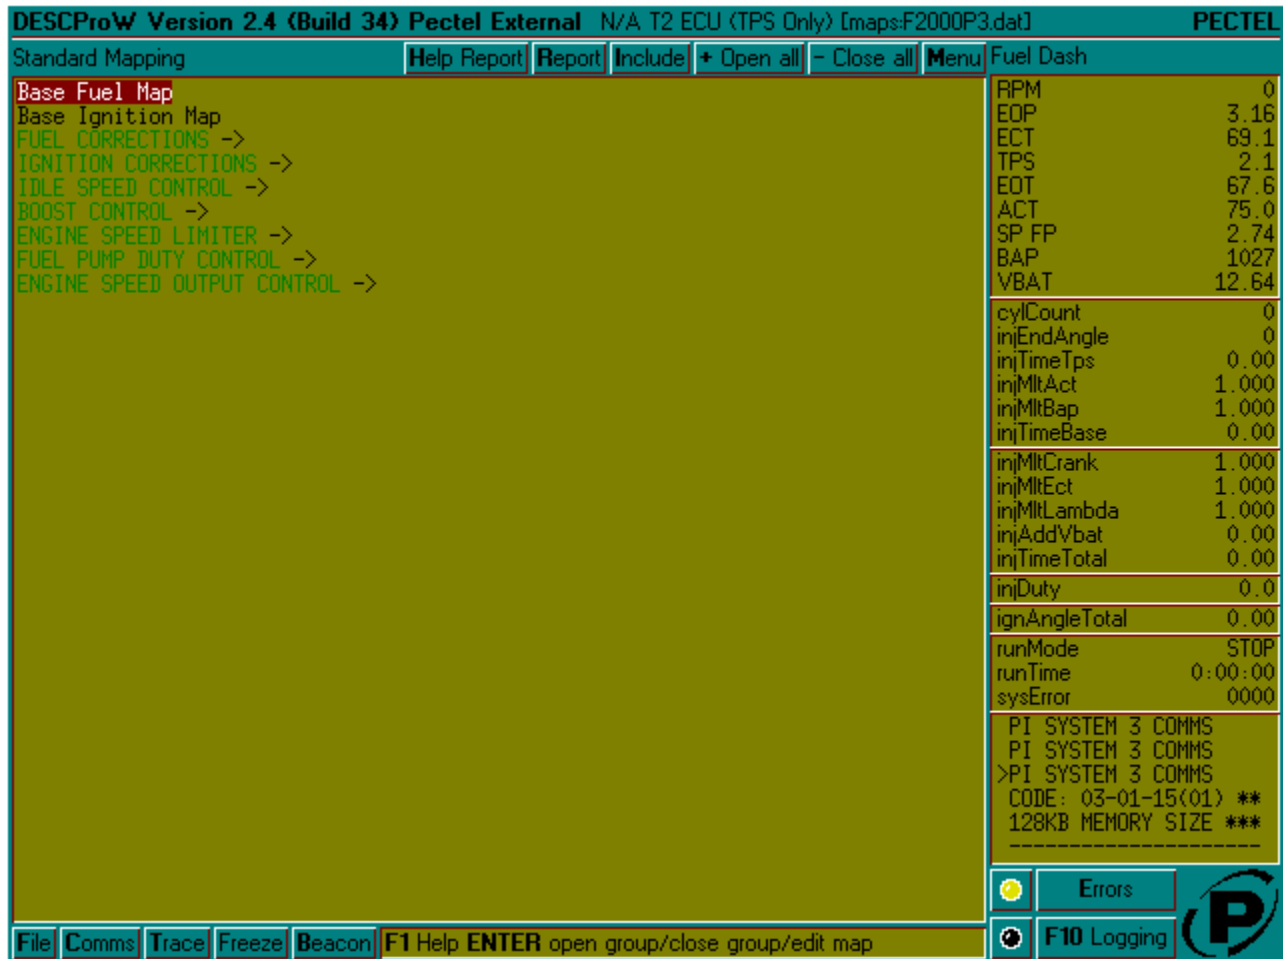 DESCProW Version 2.4 (Build 34) Pectel External N/A T2 ECU (TPS Only) [maps:F2000P3.dat] PECTEL
Standard Mapping Help Report Report Include + Open all - Close all Menu Fuel Dash
Base Fuel Map
Base Ignition Map
FUEL CORRECTIONS ->
IGNITION CORRECTIONS ->
IDLE SPEED CONTROL ->
BOOST CONTROL ->
ENGINE SPEED LIMITER ->
FUEL PUMP DUTY CONTROL ->
ENGINE SPEED OUTPUT CONTROL ->
RPM 0
EOP 3.16
ECT 69.1
TPS 2.1
EOT 67.6
ACT 75.0
SP FP 2.74
BAP 1027
VBAT 12.64
cylCount 0
injEndAngle 0
injTimeTps 0.00
injMltAct 1.000
injMltBap 1.000
injTimeBase 0.00
injMltCrank 1.000
injMltEct 1.000
injMltLambda 1.000
injAddVbat 0.00
injTimeTotal 0.00
injDuty 0.0
ignAngleTotal 0.00
runMode STOP
runTime 0:00:00
sysError 0000
PI SYSTEM 3 COMMS
PI SYSTEM 3 COMMS
>PI SYSTEM 3 COMMS
CODE: 03-01-15(01) **
128KB MEMORY SIZE ***
---------------------
Errors
File Comms Trace Freeze Beacon F1 Help ENTER open group/close group/edit map F10 Logging P